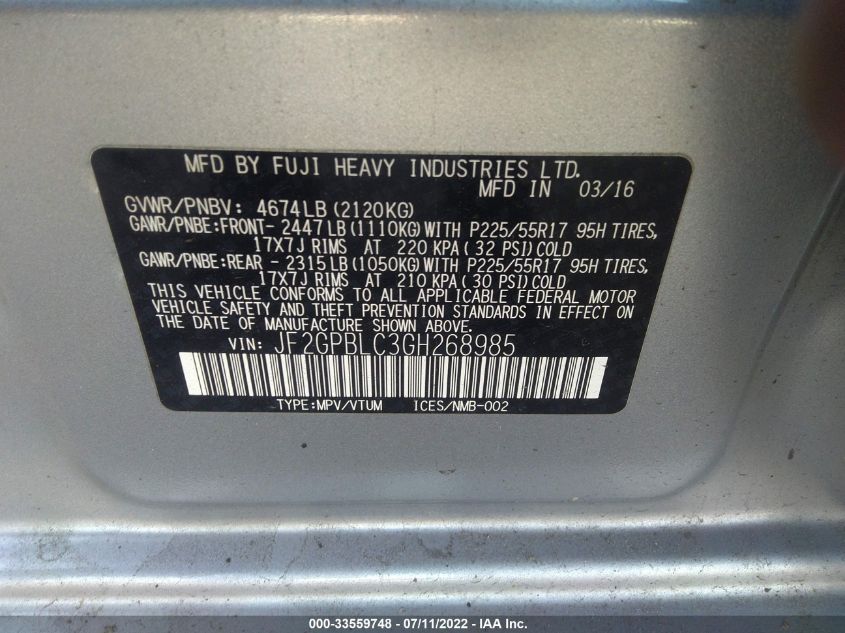 MFD BY FUJI HEAVY INDUSTRIES LTD.
MFD IN 03/16
GVWR/PNBV: 4674LB (2120KG)
GAWR/PNBE:FRONT- 2447LB (1110KG) WITH P225/55R17 95H TIRES,
17X7J RIMS AT 220 KPA (32 PSI) COLD
GAWR/PNBE:REAR - 2315LB (1050KG) WITH P225/55R17 95H TIRES,
17X7J RIMS AT 210 KPA (30 PSI) COLD
THIS VEHICLE CONFORMS TO ALL APPLICABLE FEDERAL MOTOR
VEHICLE SAFETY AND THEFT PREVENTION STANDARDS IN EFFECT ON
THE DATE OF MANUFACTURE SHOWN ABOVE.
VIN: JF2GPBLC3GH268985
TYPE:MPV/VTUM ICES/NMB-002
000-33559748 - 07/11/2022 - IAA Inc.